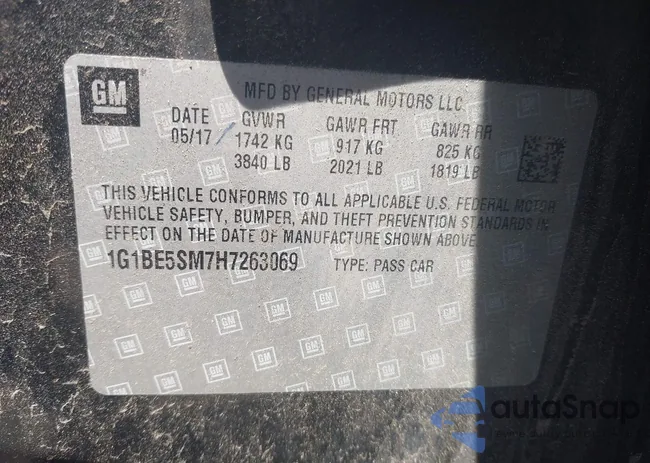 GM
MFD BY GENERAL MOTORS LLC
DATE GVWR GAWR FRT GAWR RR
05/17 1742 KG 917 KG 825 KG
3840 LB 2021 LB 1819 LB
THIS VEHICLE CONFORMS TO ALL APPLICABLE U.S. FEDERAL MOTOR
VEHICLE SAFETY, BUMPER, AND THEFT PREVENTION STANDARDS IN
EFFECT ON THE DATE OF MANUFACTURE SHOWN ABOVE
1G1BE5SM7H7263069 TYPE: PASS CAR
autoSnap